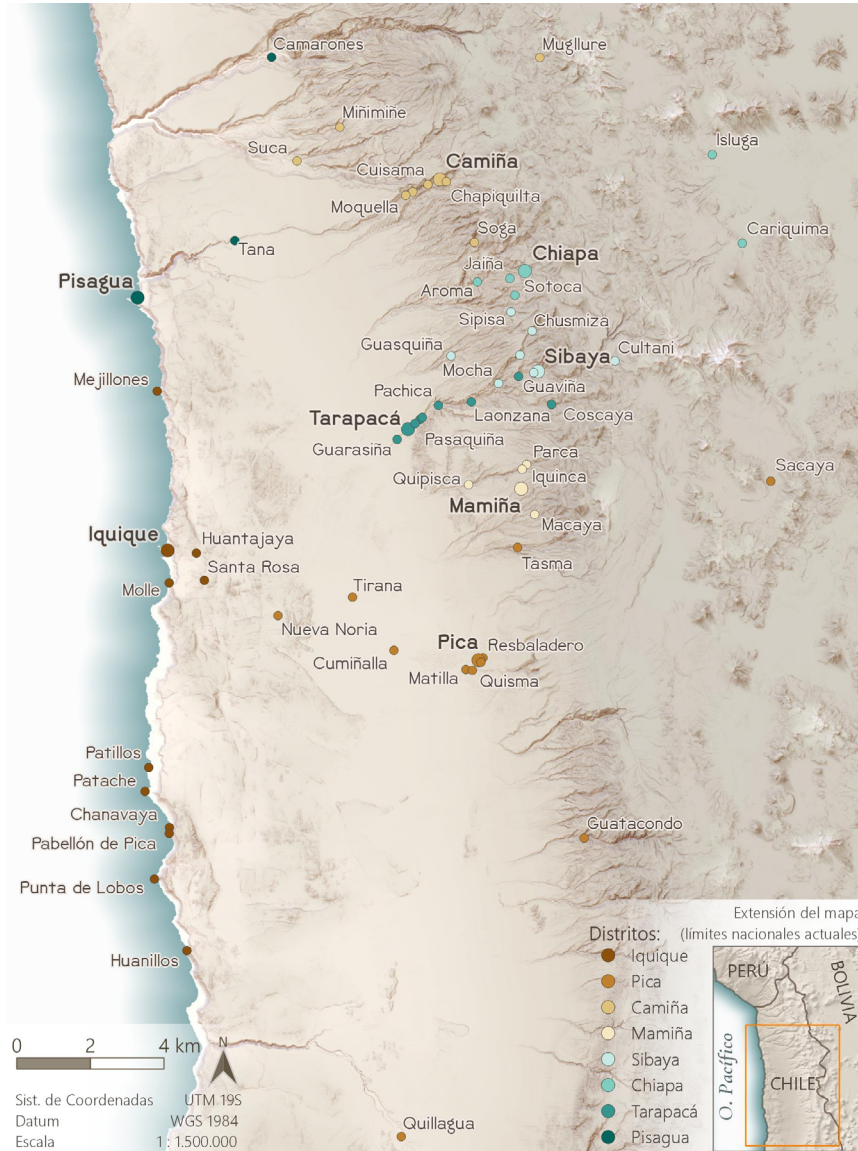 Camarones
Mugllure
Miñimiñe
Isluga
Suca
Cuisama
Camiña
Moquella
Chapiquilta
Soga
Cariquima
Tana
Jaiña
Chiapa
Pisagua
Aroma
Sotoca
Sipisa
Chusmiza
Guasquiña
Sibaya
Cultani
Mejillones
Mocha
Guaviña
Pachica
Tarapacá
Laonzana
Coscaya
Guarasiña
Pasaquiña
Parca
Sacaya
Quipisca
Iquinca
Mamiña
Macaya
Iquique
Huantajaya
Tasma
Santa Rosa
Molle
Tirana
Nueva Noria
Pica
Resbaladero
Cumiñalla
Matilla
Quisma
Patillos
Patache
Chanavaya
Guatacondo
Pabellón de Pica
Punta de Lobos
Huanillos
Quillagua
Extensión del mapa
(límites nacionales actuales)
Distritos:
Iquique
Pica
Camiña
Mamiña
Sibaya
Chiapa
Tarapacá
Pisagua
PERÚ
BOLIVIA
O. Pacífico
CHILE
0 2 4 km
N
Sist. de Coordenadas UTM 19S
Datum WGS 1984
Escala 1 : 1.500.000